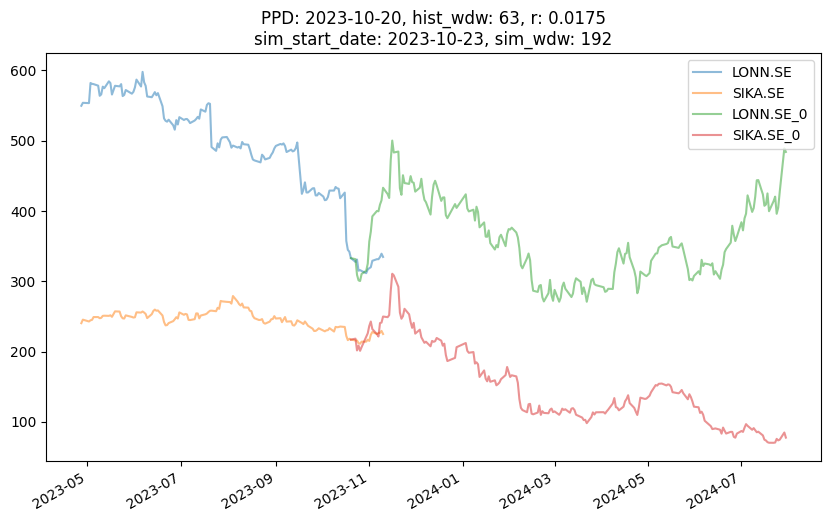 PPD: 2023-10-20, hist_wdw: 63, r: 0.0175
sim_start_date: 2023-10-23, sim_wdw: 192
LONN.SE
SIKA.SE
LONN.SE_0
SIKA.SE_0
600
500
400
300
200
100
2023-05
2023-07
2023-09
2023-11
2024-01
2024-03
2024-05
2024-07